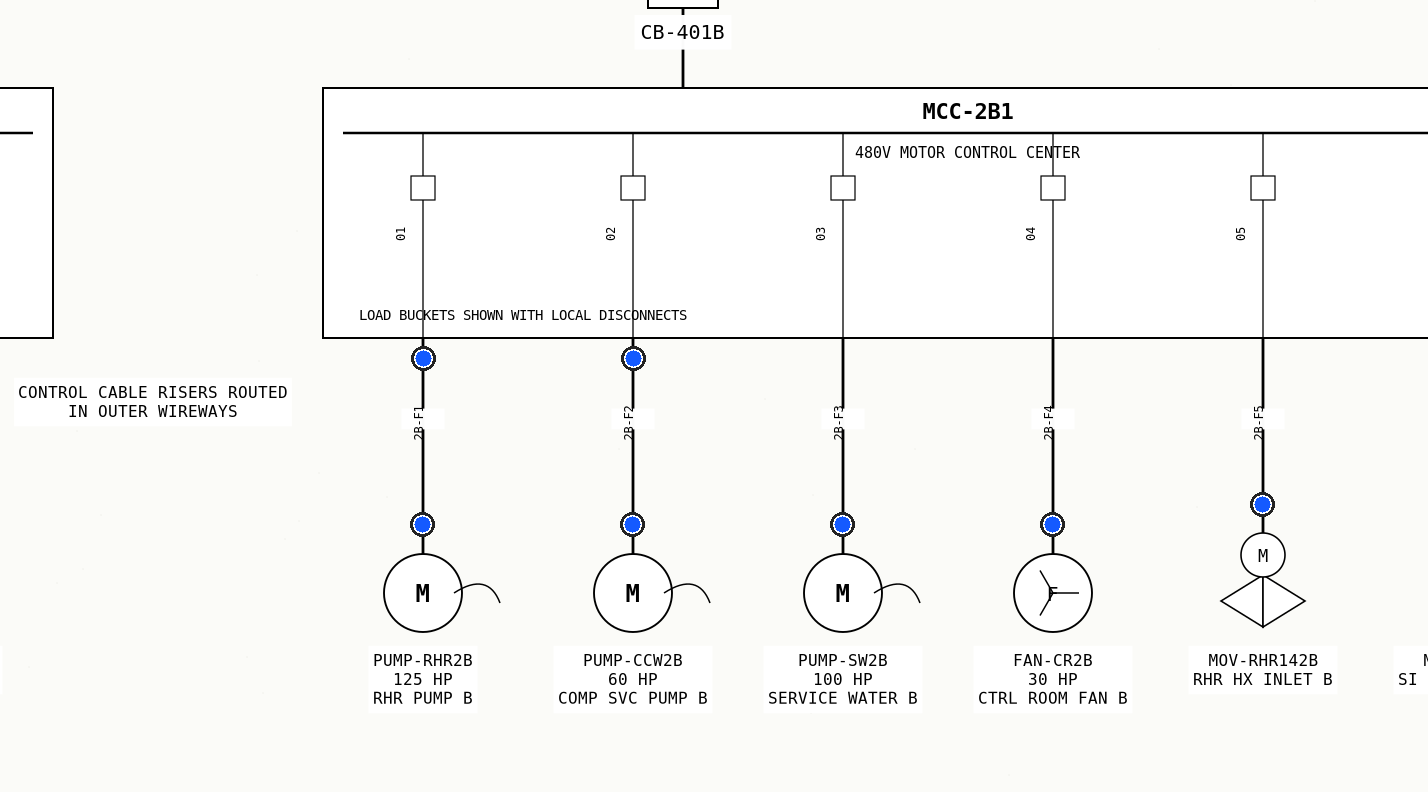 CB-401B
MCC-2B1
480V MOTOR CONTROL CENTER
01
02
03
04
05
LOAD BUCKETS SHOWN WITH LOCAL DISCONNECTS
CONTROL CABLE RISERS ROUTED
IN OUTER WIREWAYS
2B-F1
2B-F2
2B-F3
2B-F4
2B-F5
M
M
M
F
M
PUMP-RHR2B
125 HP
RHR PUMP B
PUMP-CCW2B
60 HP
COMP SVC PUMP B
PUMP-SW2B
100 HP
SERVICE WATER B
FAN-CR2B
30 HP
CTRL ROOM FAN B
MOV-RHR142B
RHR HX INLET B
SI